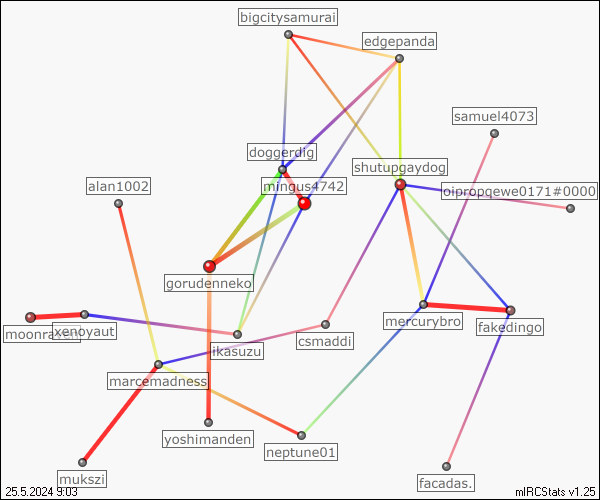 bigcitysamurai
edgepanda
samuel4073
doggerdig
shutupgaydog
mingus4742
alan1002
oipropqewe0171#0000
gorudenneko
mercurybro
fakedingo
xenoyaut
csmaddi
ikasuzu
marcemadness
yoshimanden
neptune01
mukszi
facadas.
25.5.2024 9:03
mIRCStats v1.25